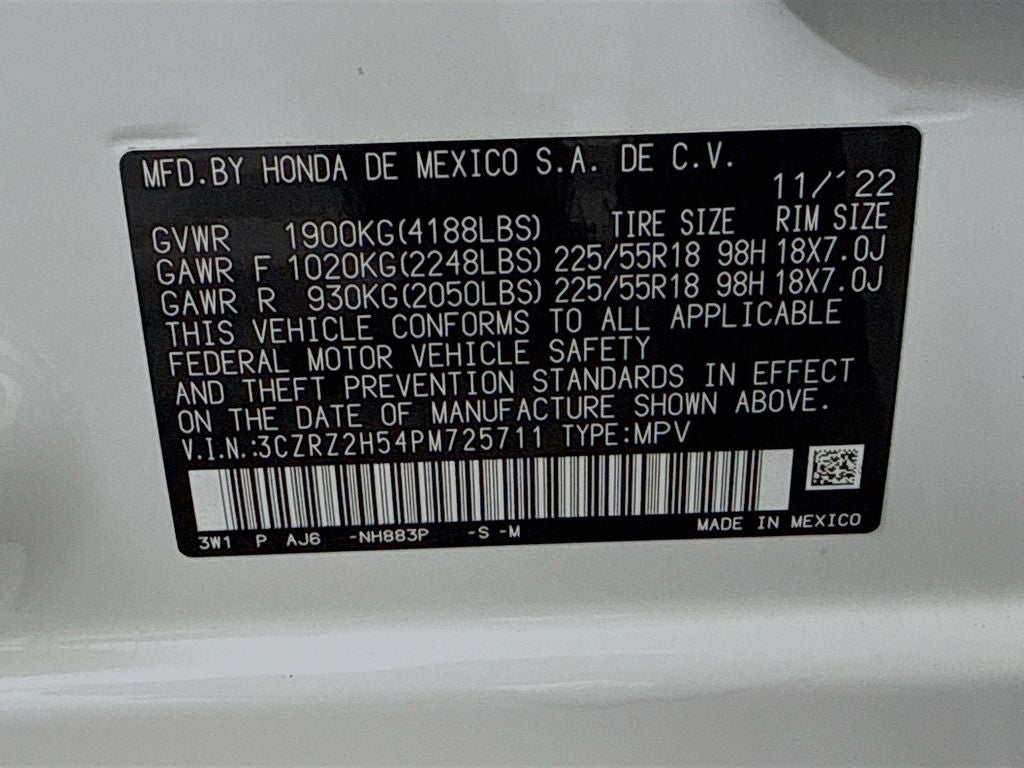 MFD.BY HONDA DE MEXICO S.A. DE C.V.
11/´22
GVWR 1900KG(4188LBS) TIRE SIZE RIM SIZE
GAWR F 1020KG(2248LBS) 225/55R18 98H 18X7.0J
GAWR R 930KG(2050LBS) 225/55R18 98H 18X7.0J
THIS VEHICLE CONFORMS TO ALL APPLICABLE
FEDERAL MOTOR VEHICLE SAFETY
AND THEFT PREVENTION STANDARDS IN EFFECT
ON THE DATE OF MANUFACTURE SHOWN ABOVE.
V.I.N.:3CZRZ2H54PM725711 TYPE:MPV
3W1 P AJ6 -NH883P -S -M MADE IN MEXICO